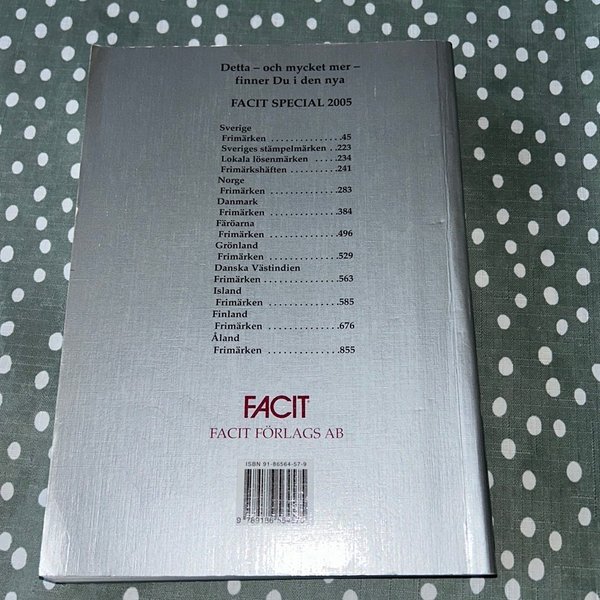 Detta – och mycket mer –
finner Du i den nya
FACIT SPECIAL 2005
Sverige
Frimärken ...............45
Sveriges stämpelmärken ..223
Lokala lösenmärken .....234
Frimärkshäften ..........241
Norge
Frimärken ..............283
Danmark
Frimärken ..............384
Färöarna
Frimärken ..............496
Grönland
Frimärken ..............529
Danska Västindien
Frimärken ..............563
Island
Frimärken ..............585
Finland
Frimärken ..............676
Åland
Frimärken ..............855
FACIT
FACIT FÖRLAGS AB
ISBN 91-86564-57-9